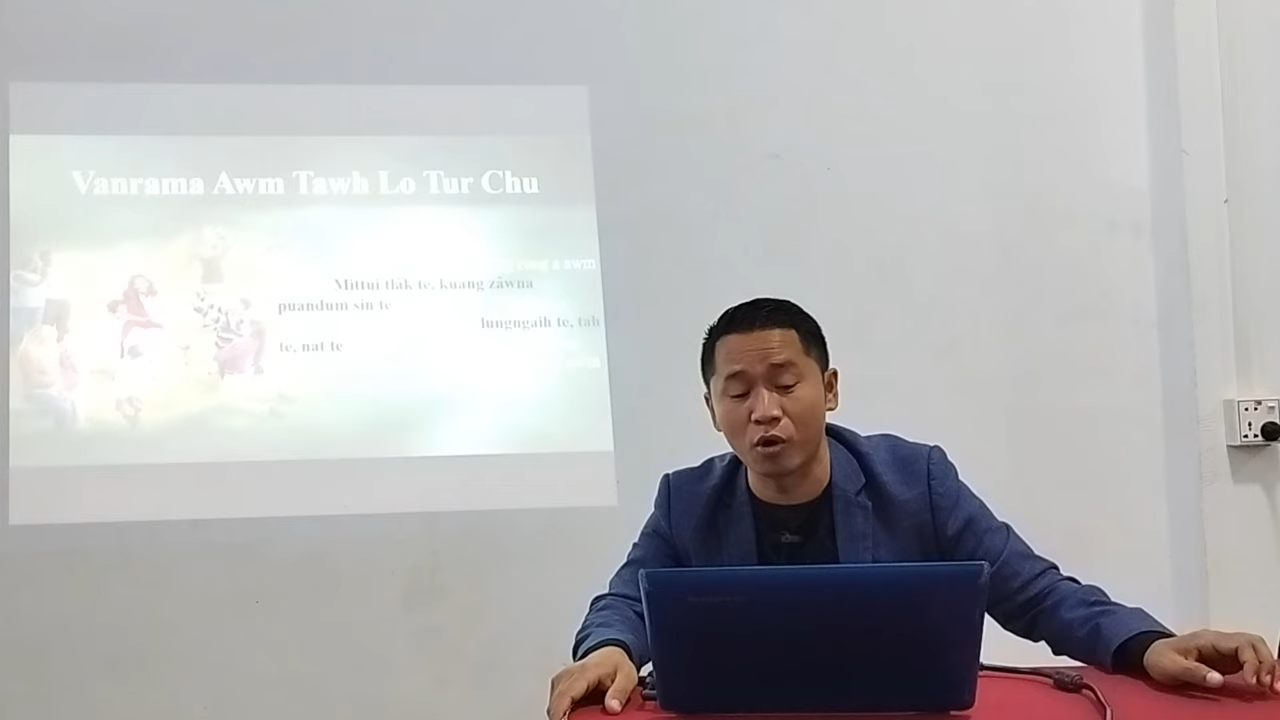 Vanrama Awm Tawh Lo Tur Chu
a awm
Mittui tlâk te, kuang zâwna
puandum sin te
lungngaih te, tah
te, nat te